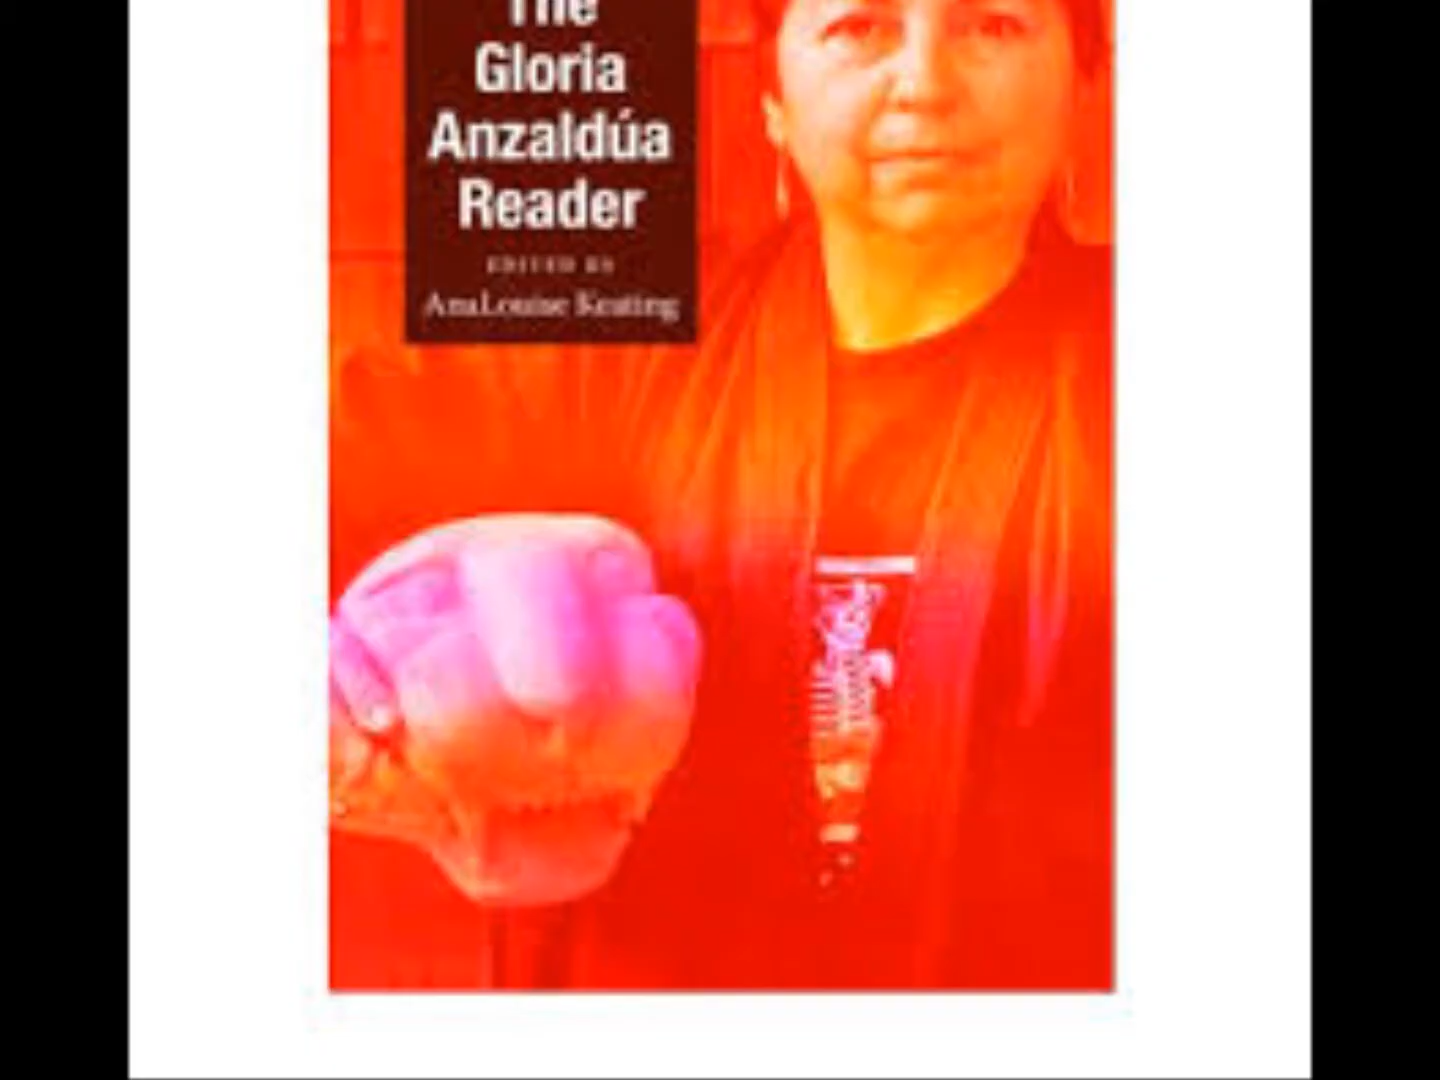 The
Gloria
Anzaldúa
Reader
EDITED BY
AnaLouise Keating